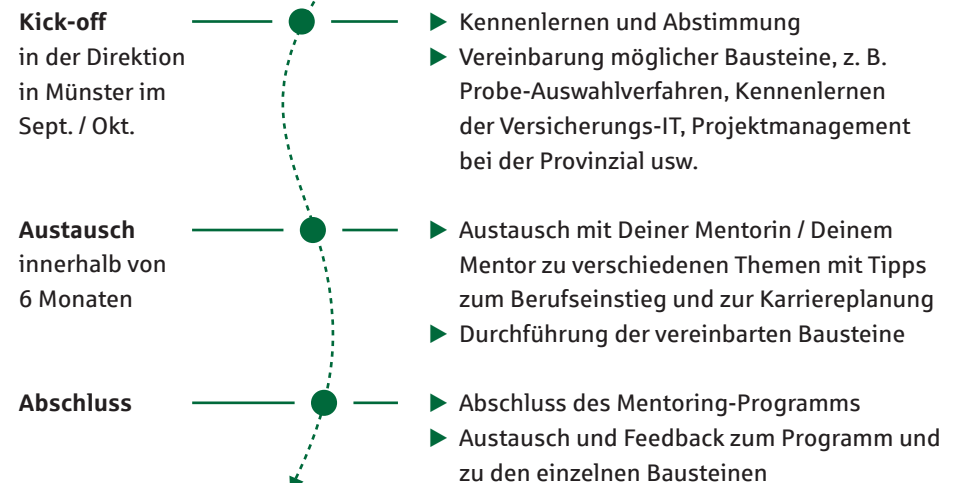 Kick-off
in der Direktion
in Münster im
Sept. / Okt.
▶ Kennenlernen und Abstimmung
▶ Vereinbarung möglicher Bausteine, z. B.
Probe-Auswahlverfahren, Kennenlernen
der Versicherungs-IT, Projektmanagement
bei der Provinzial usw.
Austausch
innerhalb von
6 Monaten
▶ Austausch mit Deiner Mentorin / Deinem
Mentor zu verschiedenen Themen mit Tipps
zum Berufseinstieg und zur Karriereplanung
▶ Durchführung der vereinbarten Bausteine
Abschluss
▶ Abschluss des Mentoring-Programms
▶ Austausch und Feedback zum Programm und
zu den einzelnen Bausteinen